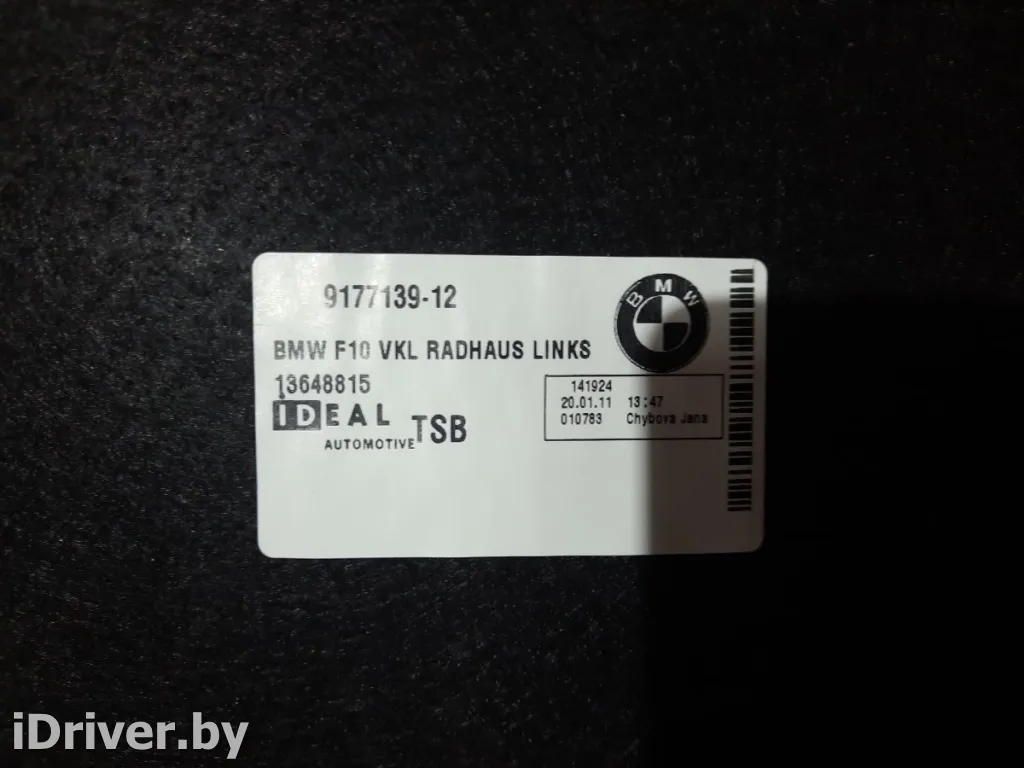 9177139-12
BMW
BMW F10 VKL RADHAUS LINKS
13648815
IDEAL
AUTOMOTIVE
TSB
141924
20.01.11 13:47
010783 Chybova Jana
iDriver.by